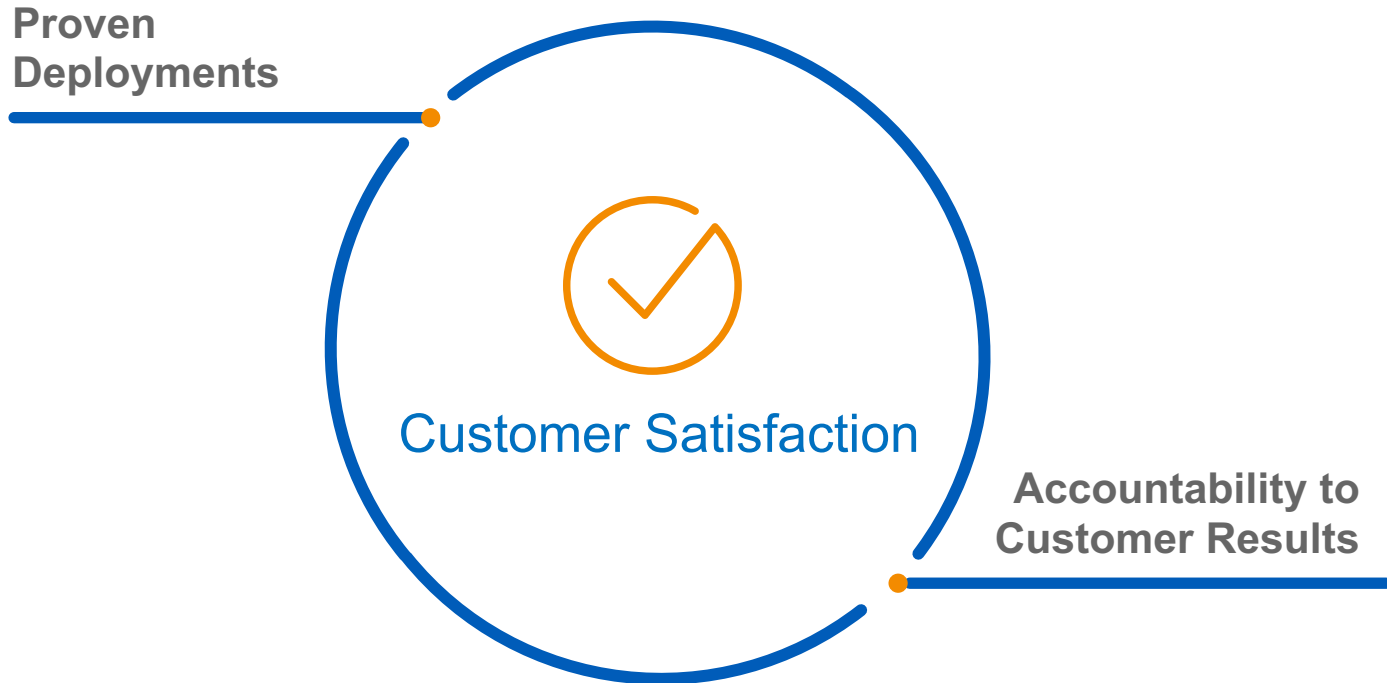 Proven
Deployments
Customer Satisfaction
Accountability to
Customer Results